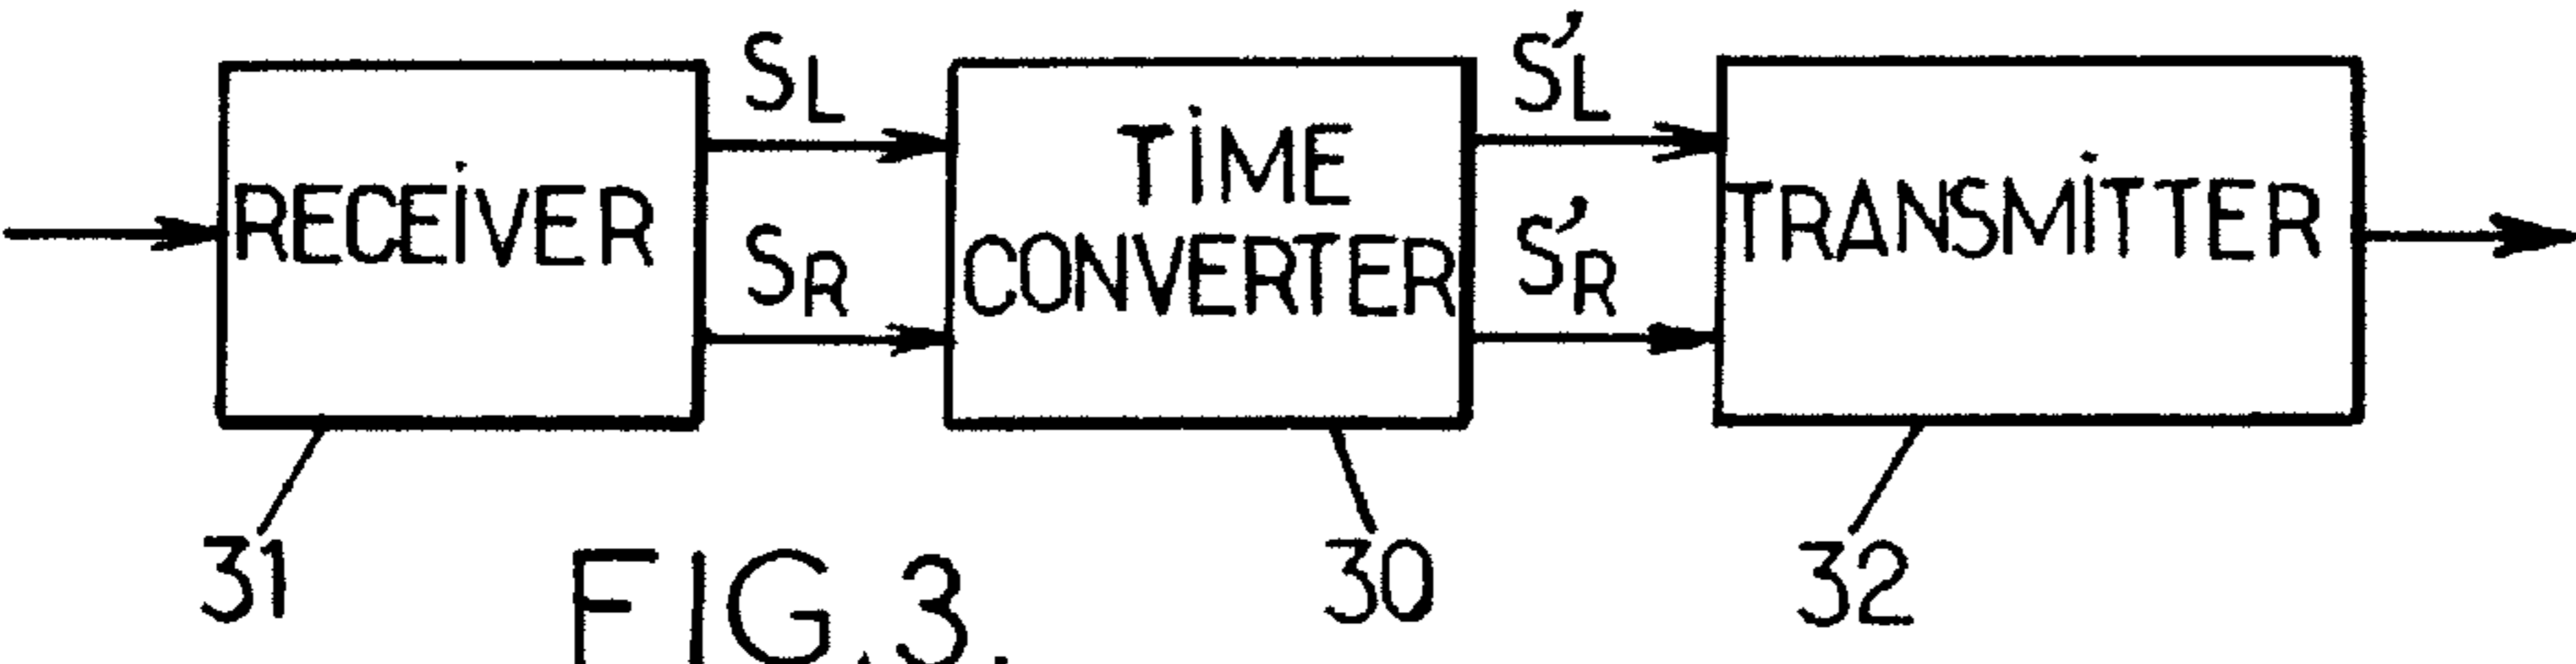 RECEIVER
SL
SR
TIME
CONVERTER
S'L
S'R
TRANSMITTER
31
30
32
FIG.3.